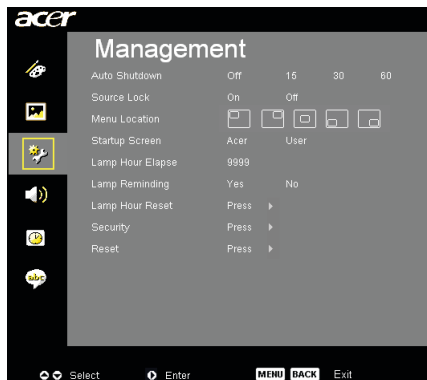 acer
Management
Auto Shutdown Off 15 30 60
Source Lock On Off
Menu Location
Startup Screen Acer User
Lamp Hour Elapse 9999
Lamp Reminding Yes No
Lamp Hour Reset Press
Security Press
Reset Press
abc
Select Enter MENU BACK Exit